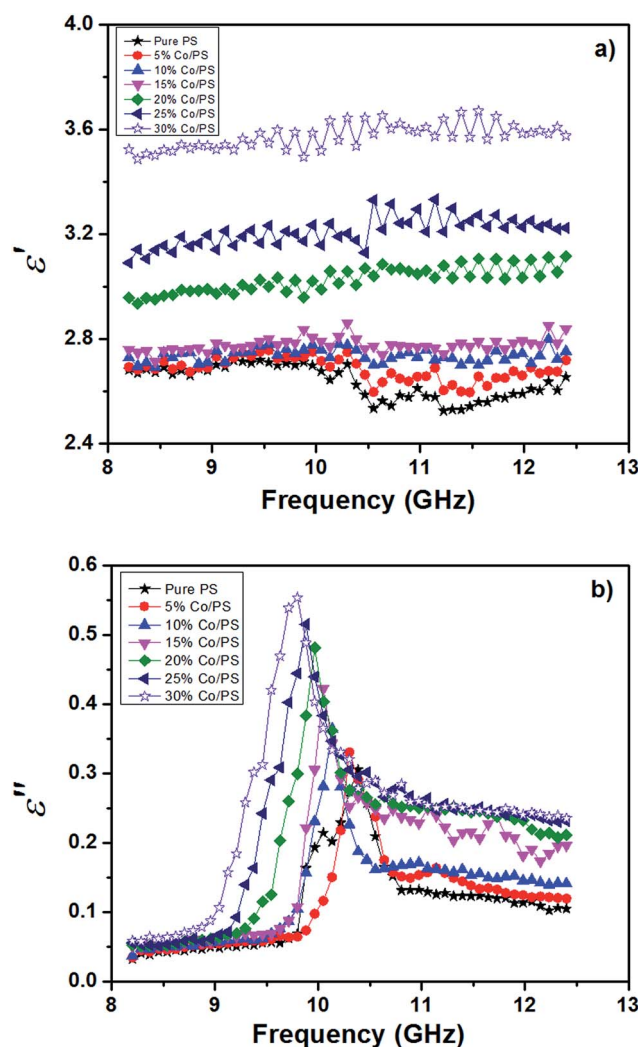 a)
4.0
3.6
3.2
2.8
2.4
ε'
Pure PS
5% Co/PS
10% Co/PS
15% Co/PS
20% Co/PS
25% Co/PS
30% Co/PS
8 9 10 11 12 13
Frequency (GHz)
b)
0.6
0.5
0.4
0.3
0.2
0.1
0.0
ε"
Pure PS
5% Co/PS
10% Co/PS
15% Co/PS
20% Co/PS
25% Co/PS
30% Co/PS
8 9 10 11 12 13
Frequency (GHz)